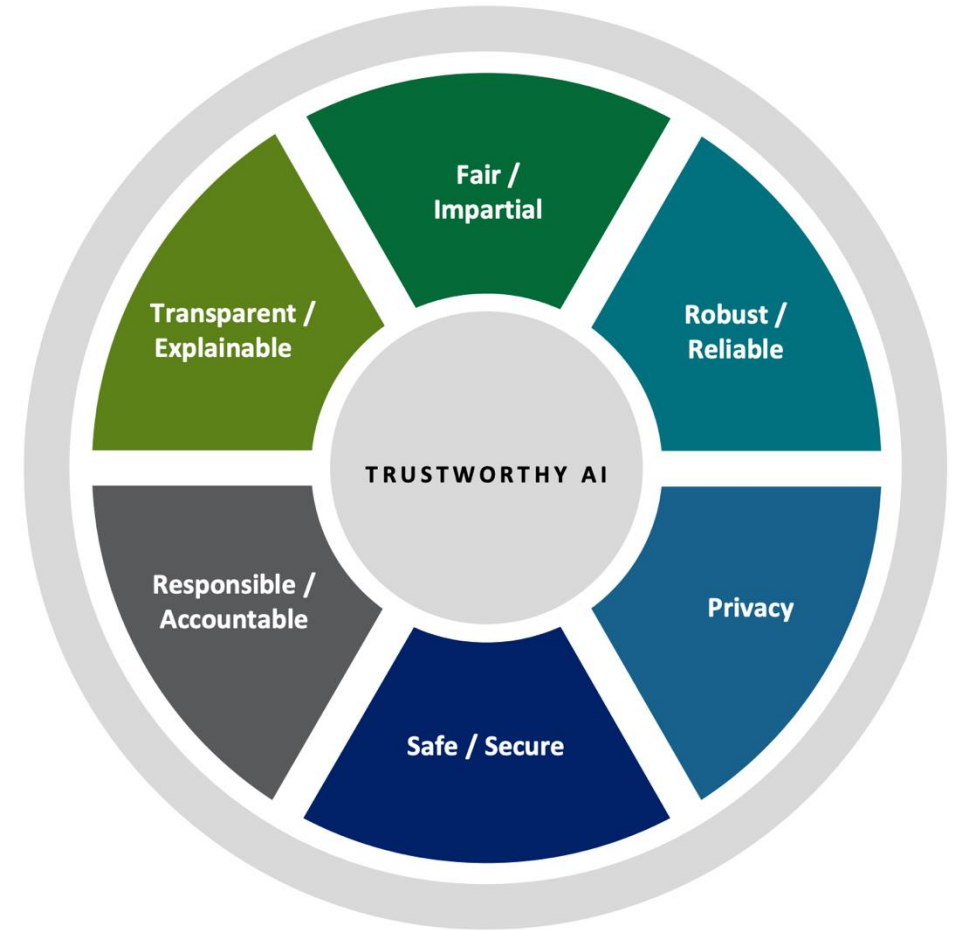 Fair /
Impartial
Transparent /
Explainable
Robust /
Reliable
TRUSTWORTHY AI
Responsible /
Accountable
Privacy
Safe / Secure